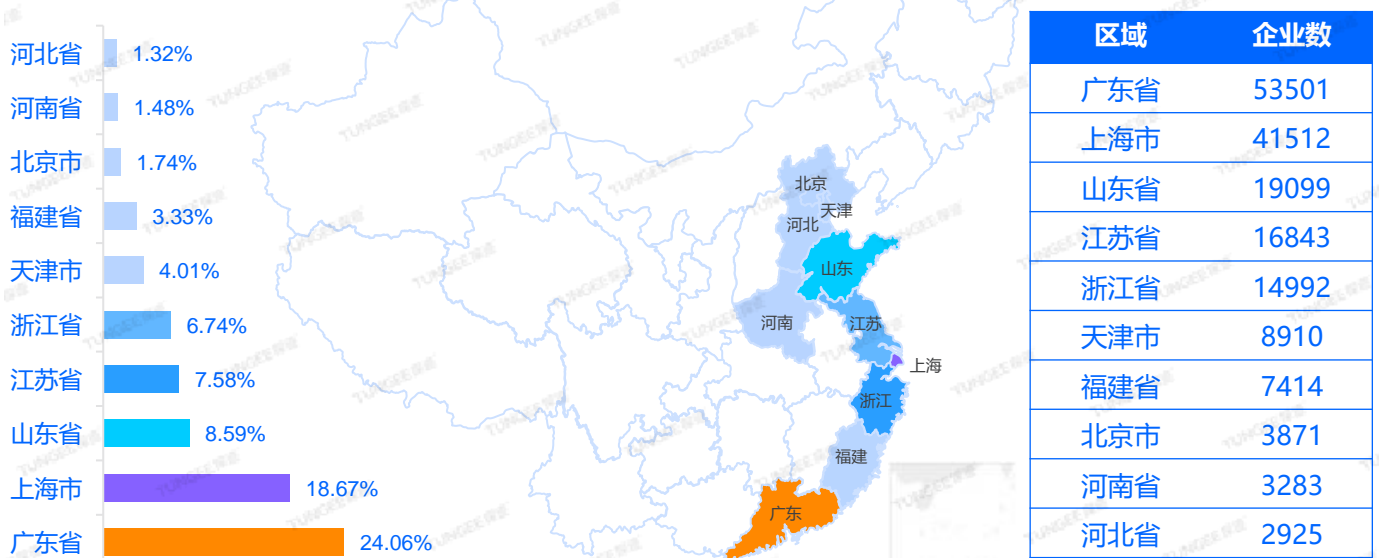 河北省 1.32%
河南省 1.48%
北京市 1.74%
福建省 3.33%
天津市 4.01%
浙江省 6.74%
江苏省 7.58%
山东省 8.59%
上海市 18.67%
广东省 24.06%
北京
天津
河北
山东
河南
江苏
上海
浙江
福建
广东
区域 企业数
广东省 53501
上海市 41512
山东省 19099
江苏省 16843
浙江省 14992
天津市 8910
福建省 7414
北京市 3871
河南省 3283
河北省 2925